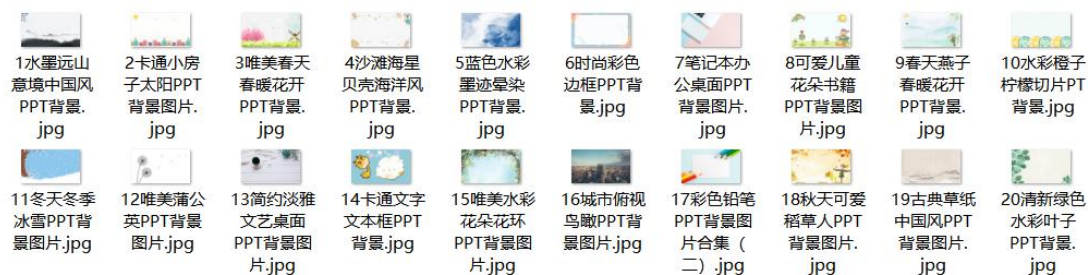 1水墨远山
意境中国风
PPT背景.
jpg
2卡通小房
子太阳PPT
背景图片.
jpg
3唯美春天
春暖花开
PPT背景.
jpg
4沙滩海星
贝壳海洋风
PPT背景.
jpg
5蓝色水彩
墨迹晕染
PPT背景.
jpg
6时尚彩色
边框PPT背
景.jpg
7笔记本办
公桌面PPT
背景图片.
jpg
8可爱儿童
花朵书籍
PPT背景图
片.jpg
9春天燕子
春暖花开
PPT背景.
jpg
10水彩橙子
柠檬切片PT
背景.jpg
11冬天冬季
冰雪PPT背
景图片.jpg
12唯美蒲公
英PPT背景
图片.jpg
13简约淡雅
文艺桌面
PPT背景图
片.jpg
14卡通文字
文本框PPT
背景.jpg
15唯美水彩
花朵花环
PPT背景图
片.jpg
16城市俯视
鸟瞰PPT背
景图片.jpg
17彩色铅笔
PPT背景图
片合集（
二）.jpg
18秋天可爱
稻草人PPT
背景图片.
jpg
19古典草纸
中国风PPT
背景图片.
jpg
20清新绿色
水彩叶子
PPT背景.
jpg